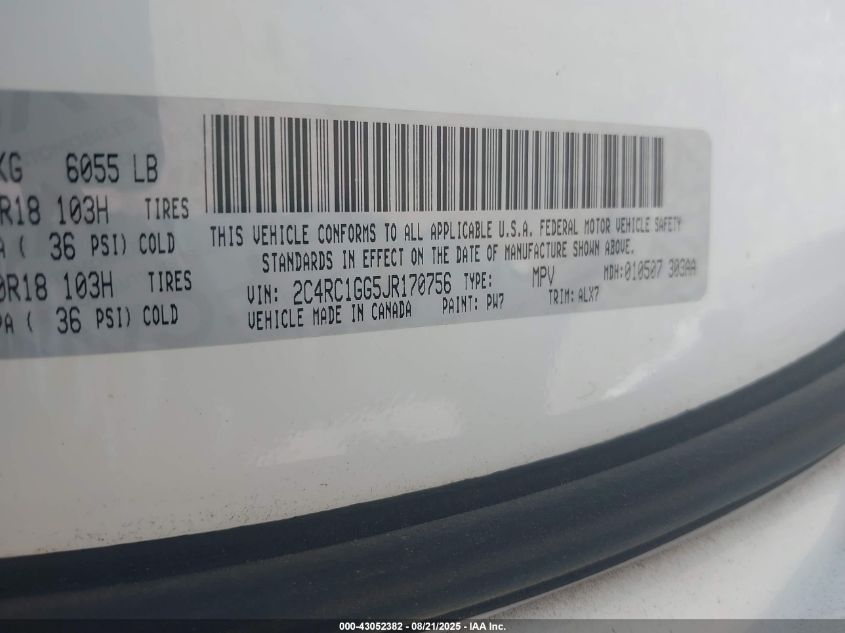 KG 6055 LB
R18 103H TIRES
A ( 36 PSI) COLD
0R18 103H TIRES
PA ( 36 PSI) COLD
THIS VEHICLE CONFORMS TO ALL APPLICABLE U.S.A. FEDERAL MOTOR VEHICLE SAFETY
STANDARDS IN EFFECT ON THE DATE OF MANUFACTURE SHOWN ABOVE.
VIN: 2C4RC1GG5JR170756 TYPE: MPV MDH:010507 303AA
VEHICLE MADE IN CANADA PAINT: PW7 TRIM: ALX7
000-43052382 - 08/21/2025 - IAA Inc.